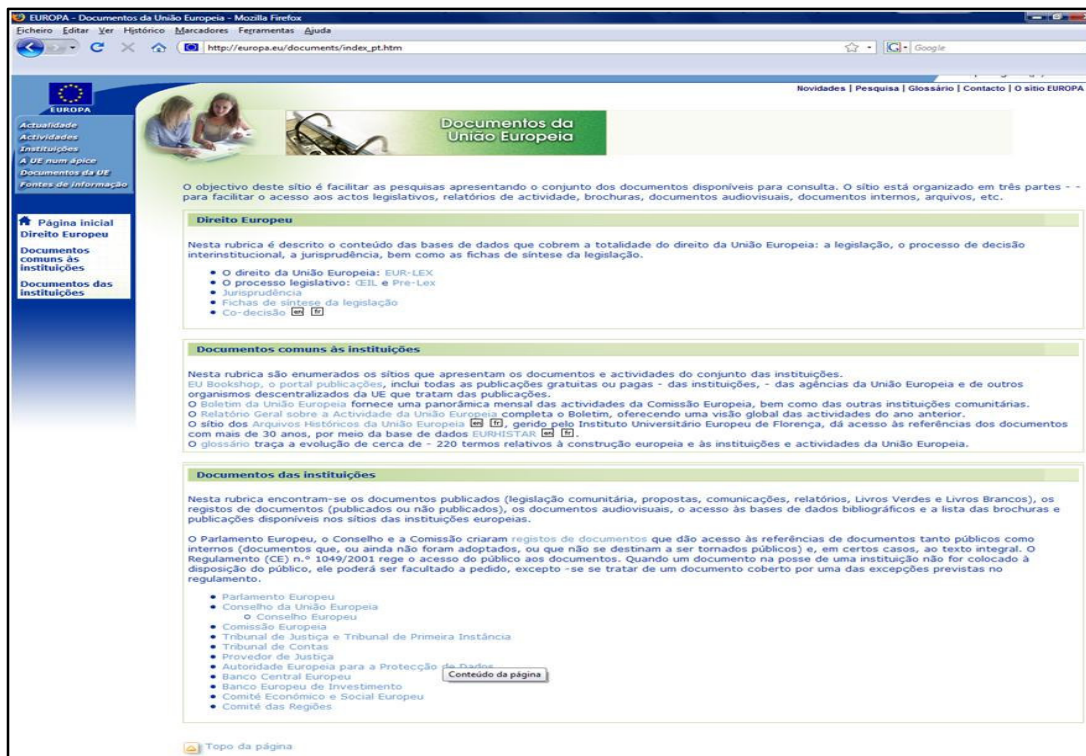 EUROPA - Documentos da União Europeia - Mozilla Firefox
Ficheiro Editar Ver Histórico Marcadores Ferramentas Ajuda
http://europa.eu/documents/index_pt.htm
Google
Novidades | Pesquisa | Glossário | Contacto | O sítio EUROPA
EUROPA
Actualidade
Actividades
Instituições
A UE num ápice
Documentos da UE
Fontes de informação
Página inicial
Direito Europeu
Documentos
comuns às
instituições
Documentos das
instituições
Documentos da
União Europeia
O objectivo deste sítio é facilitar as pesquisas apresentando o conjunto dos documentos disponíveis para consulta. O sítio está organizado em três partes - -
para facilitar o acesso aos actos legislativos, relatórios de actividade, brochuras, documentos audiovisuais, documentos internos, arquivos, etc.
Direito Europeu
Nesta rubrica é descrito o conteúdo das bases de dados que cobrem a totalidade do direito da União Europeia: a legislação, o processo de decisão
interinstitucional, a jurisprudência, bem como as fichas de síntese da legislação.
• O direito da União Europeia: EUR-LEX
• O processo legislativo: ŒIL e Pre-Lex
• Jurisprudência
• Fichas de síntese da legislação
• Co-decisão en fr
Documentos comuns às instituições
Nesta rubrica são enumerados os sítios que apresentam os documentos e actividades do conjunto das instituições.
EU Bookshop, o portal publicações, inclui todas as publicações gratuitas ou pagas - das instituições, - das agências da União Europeia e de outros
organismos descentralizados da UE que tratam das publicações.
O Boletim da União Europeia fornece uma panorâmica mensal das actividades da Comissão Europeia, bem como das outras instituições comunitárias.
O Relatório Geral sobre a Actividade da União Europeia completa o Boletim, oferecendo uma visão global das actividades do ano anterior.
O sítio dos Arquivos Históricos da União Europeia en fr, gerido pelo Instituto Universitário Europeu de Florença, dá acesso às referências dos documentos
com mais de 30 anos, por meio da base de dados EURHISTAR en fr.
O glossário traça a evolução de cerca de - 220 termos relativos à construção europeia e às instituições e actividades da União Europeia.
Documentos das instituições
Nesta rubrica encontram-se os documentos publicados (legislação comunitária, propostas, comunicações, relatórios, Livros Verdes e Livros Brancos), os
registos de documentos (publicados ou não publicados), os documentos audiovisuais, o acesso às bases de dados bibliográficos e a lista das brochuras e
publicações disponíveis nos sítios das instituições europeias.
O Parlamento Europeu, o Conselho e a Comissão criaram registos de documentos que dão acesso às referências de documentos tanto públicos como
internos (documentos que, ou ainda não foram adoptados, ou que não se destinam a ser tornados públicos) e, em certos casos, ao texto integral. O
Regulamento (CE) n.º 1049/2001 rege o acesso do público aos documentos. Quando um documento na posse de uma instituição não for colocado à
disposição do público, ele poderá ser facultado a pedido, excepto -se se tratar de um documento coberto por uma das excepções previstas no
regulamento.
• Parlamento Europeu
• Conselho da União Europeia
o Conselho Europeu
• Comissão Europeia
• Tribunal de Justiça e Tribunal de Primeira Instância
• Tribunal de Contas
• Provedor de Justiça
• Autoridade Europeia para a Protecção de Dados
• Banco Central Europeu
Conteúdo da página
• Banco Europeu de Investimento
• Comité Económico e Social Europeu
• Comité das Regiões
Topo da página